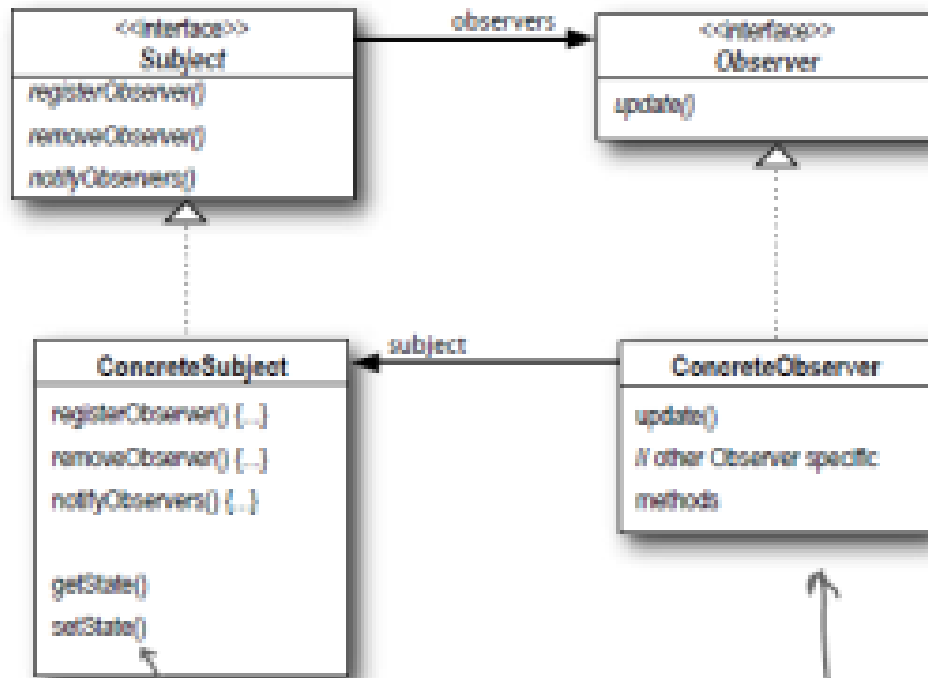 <<interface>>
Subject
registerObserver()
removeObserver()
notifyObservers()
observers
<<interface>>
Observer
update()
ConcreteSubject
registerObserver() {...}
removeObserver() {...}
notifyObservers() {...}
getState()
setState()
subject
ConcreteObserver
update()
// other Observer specific
methods